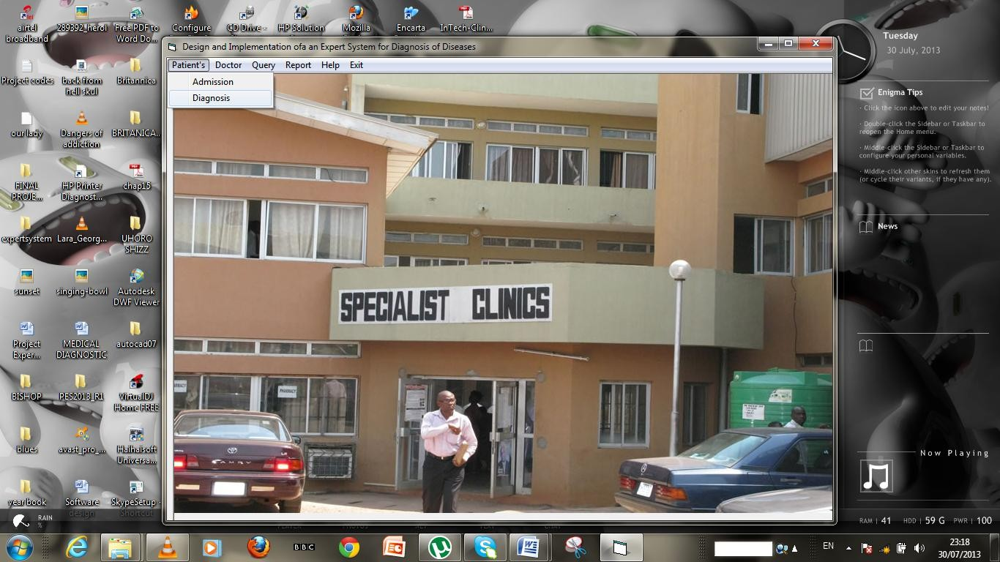 airtel broadband
289392_herol
Free PDF to Word Do...
Configure
CD Drive -
HP Solution
Mozilla
Encarta
InTech-Clin...
Project codes
back from hell skul
Britannica
our lady
Dangers of addiction
BRITANICA...
FINAL PROJE...
HP Printer Diagnost...
chap15
expertsystem
Lara_Georg...
UHORO SHIZZ
sunset
singing-bowl
Autodesk DWF Viewer
Project Exper...
MEDICAL DIAGNOSTIC
autocad07
BISHOP
PES2013_R1
VirtualDJ Home FREE
blues
avast_pro_...
Haihaisoft Universa...
year book
Software design
SkypeSetup - Shortcut
RAIN
%
Design and Implementation ofa an Expert System for Diagnosis of Diseases
Patient's Doctor Query Report Help Exit
Admission
Diagnosis
SPECIALIST CLINICS
PHARMACY
CAMRY
Tuesday
30 July, 2013
Enigma Tips
· Click the icon above to edit your notes!
· Double-click the Sidebar or Taskbar to
reopen the Home menu.
· Middle-click the Sidebar or Taskbar to
configure your personal variables.
· Middle-click other skins to refresh them
(or cycle their variants, if they have any).
News
Now Playing
RAM | 41 HDD | 59 G PWR | 100
BBC
EN
23:18
30/07/2013